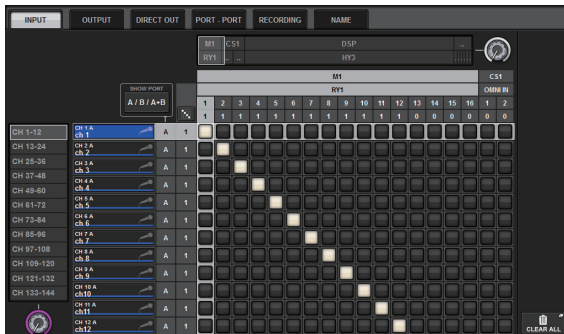 INPUT OUTPUT DIRECT OUT PORT - PORT RECORDING NAME
M1 CS1 DSP ..
RY1 .. .. HY3
M1 CS1
SHOW PORT RY1 OMNI IN
A / B / A+B
1 2 3 4 5 6 7 8 9 10 11 12 13 14 15 16 1 2
1 1 1 1 1 1 1 1 1 1 1 1 0 0 0 0 0 0
CH 1-12 CH 1 A A 1
ch 1
CH 13-24 CH 2 A A 1
ch 2
CH 25-36 CH 3 A A 1
ch 3
CH 37-48 CH 4 A A 1
ch 4
CH 49-60 CH 5 A A 1
ch 5
CH 61-72 CH 6 A A 1
ch 6
CH 73-84 CH 7 A A 1
ch 7
CH 85-96 CH 8 A A 1
ch 8
CH 97-108 CH 9 A A 1
ch 9
CH 109-120 CH 10 A A 1
ch10
CH 121-132 CH 11 A A 1
ch11
CH 133-144 CH 12 A A 1
ch12
CLEAR ALL